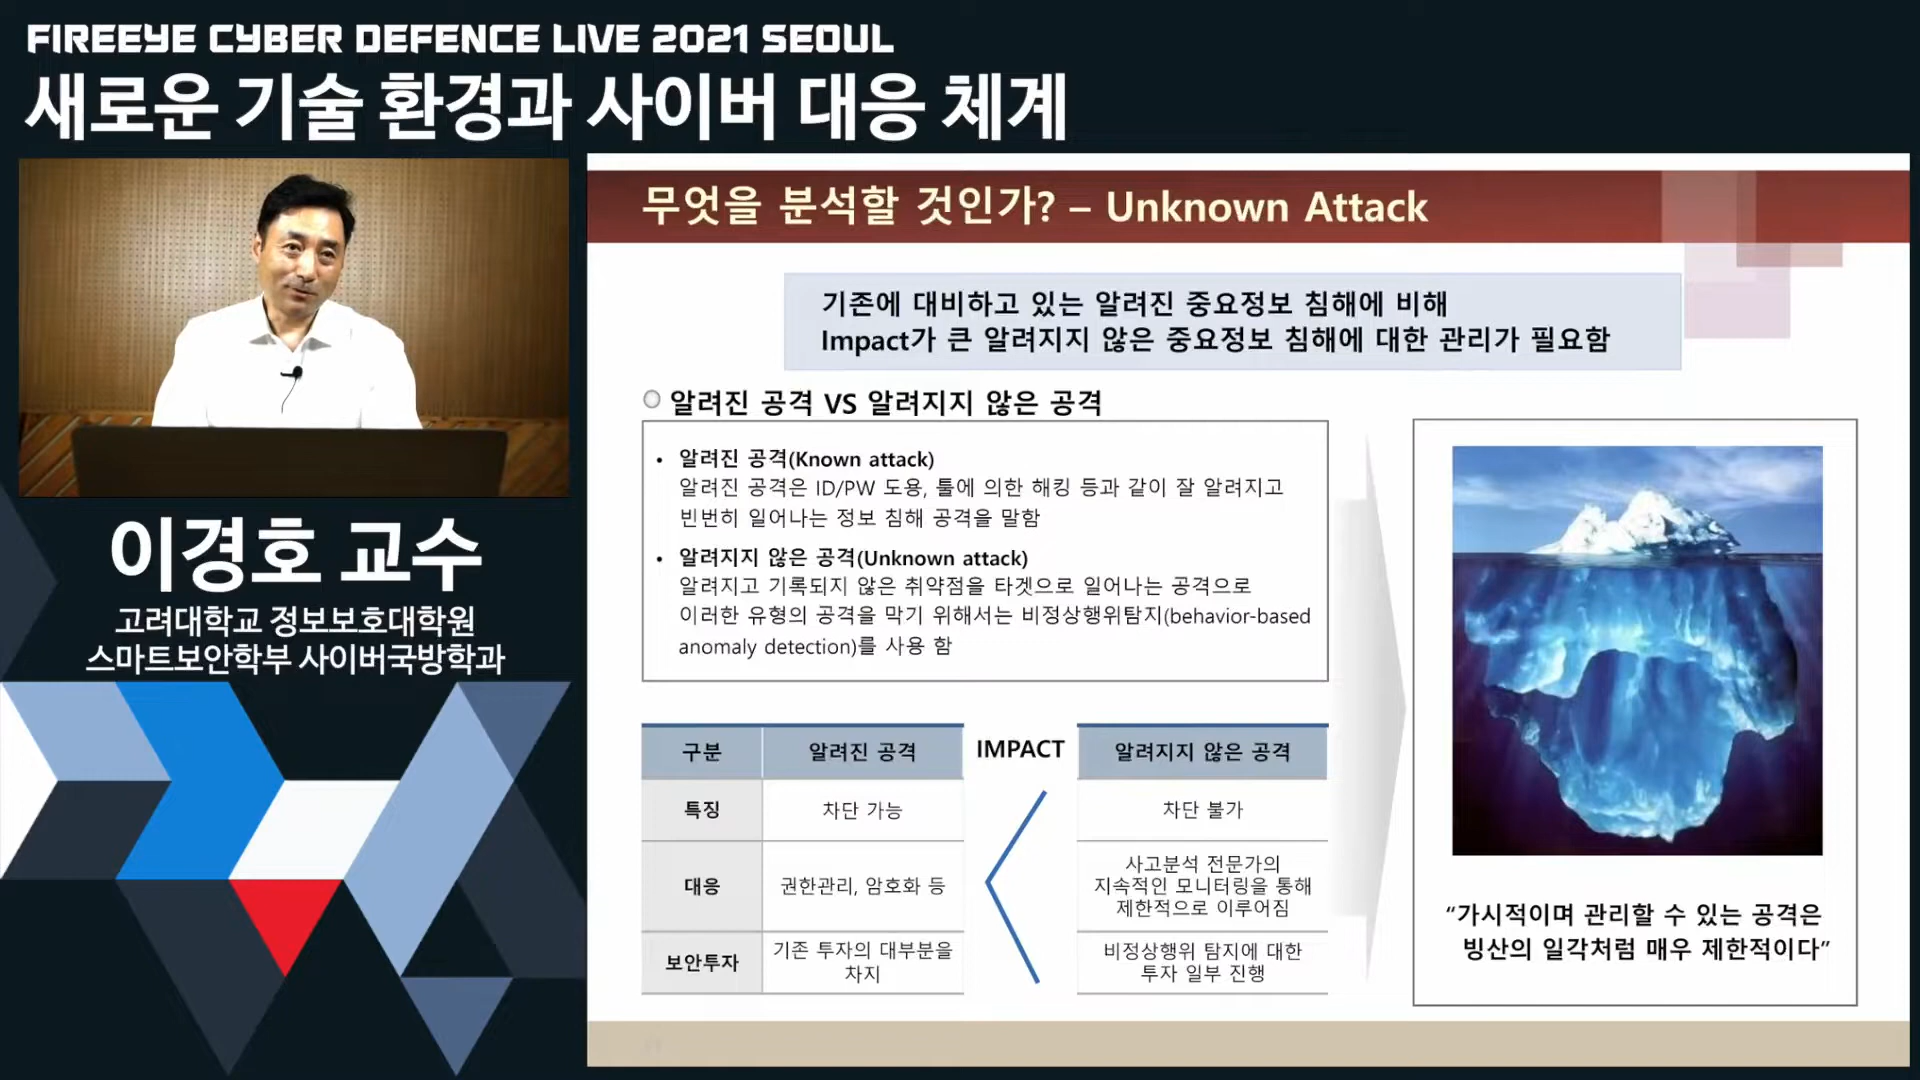 FIREEYE CYBER DEFENCE LIVE 2021 SEOUL
새로운 기술 환경과 사이버 대응 체계
이경호 교수
고려대학교 정보보호대학원
스마트보안학부 사이버국방학과
무엇을 분석할 것인가? – Unknown Attack
기존에 대비하고 있는 알려진 중요정보 침해에 비해
Impact가 큰 알려지지 않은 중요정보 침해에 대한 관리가 필요함
알려진 공격 VS 알려지지 않은 공격
• 알려진 공격(Known attack)
알려진 공격은 ID/PW 도용, 툴에 의한 해킹 등과 같이 잘 알려지고
빈번히 일어나는 정보 침해 공격을 말함
• 알려지지 않은 공격(Unknown attack)
알려지고 기록되지 않은 취약점을 타겟으로 일어나는 공격으로
이러한 유형의 공격을 막기 위해서는 비정상행위탐지(behavior-based
anomaly detection)를 사용 함
구분 알려진 공격 IMPACT 알려지지 않은 공격
특징 차단 가능 차단 불가
대응 권한관리, 암호화 등 사고분석 전문가의
지속적인 모니터링을 통해
제한적으로 이루어짐
보안투자 기존 투자의 대부분을
차지
비정상행위 탐지에 대한
투자 일부 진행
“가시적이며 관리할 수 있는 공격은
빙산의 일각처럼 매우 제한적이다”